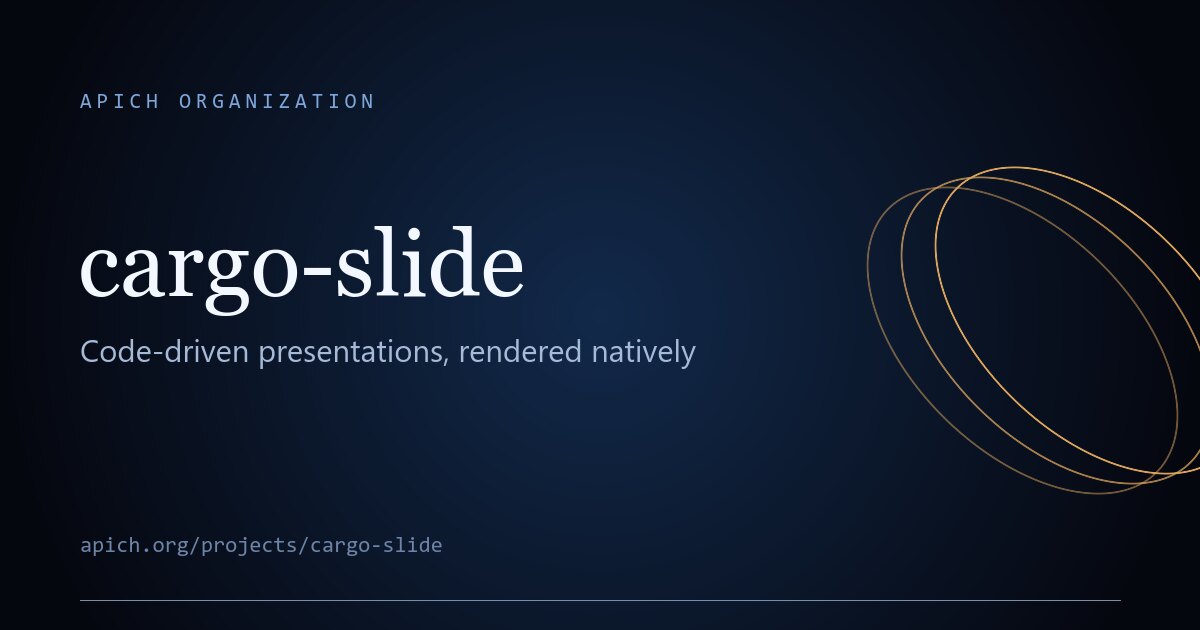 APICH ORGANIZATION
cargo-slide
Code-driven presentations, rendered natively
apich.org/projects/cargo-slide